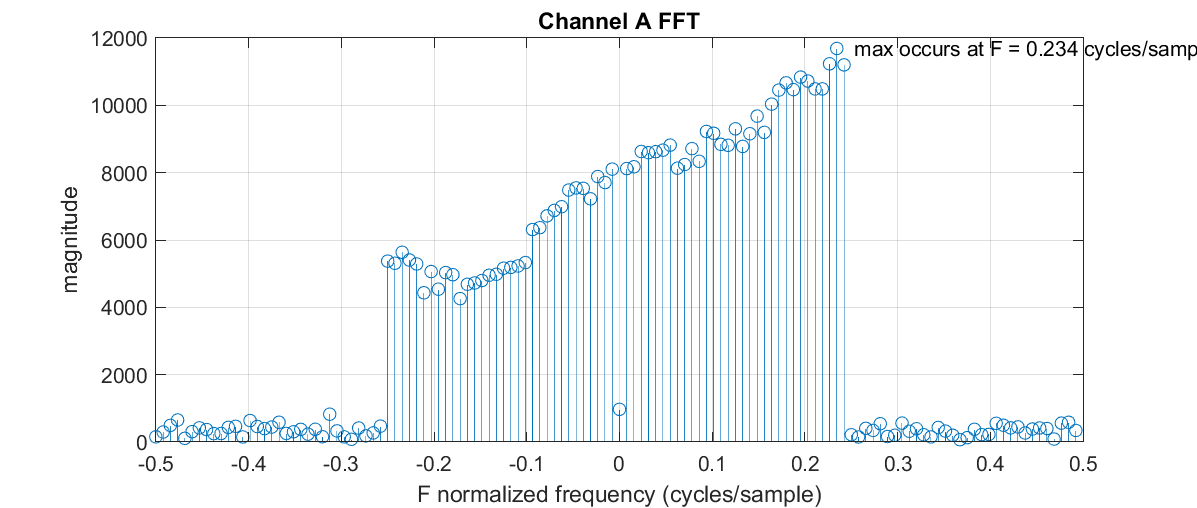 Channel A FFT
12000
10000
8000
6000
4000
2000
0
magnitude
max occurs at F = 0.234 cycles/samp
-0.5 -0.4 -0.3 -0.2 -0.1 0 0.1 0.2 0.3 0.4 0.5
F normalized frequency (cycles/sample)